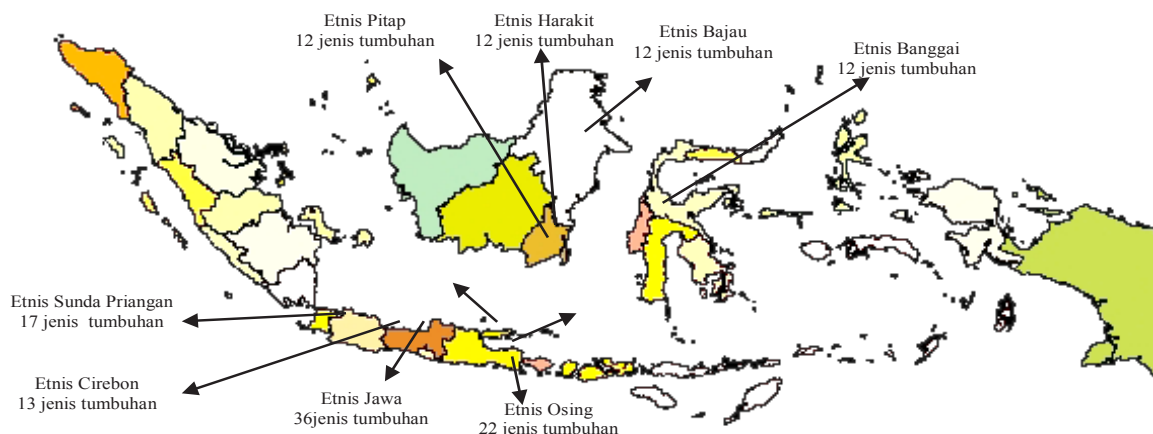 Etnis Pitap
12 jenis tumbuhan
Etnis Harakit
12 jenis tumbuhan
Etnis Bajau
12 jenis tumbuhan
Etnis Banggai
12 jenis tumbuhan
Etnis Sunda Priangan
17 jenis tumbuhan
Etnis Cirebon
13 jenis tumbuhan
Etnis Jawa
36jenis tumbuhan
Etnis Osing
22 jenis tumbuhan